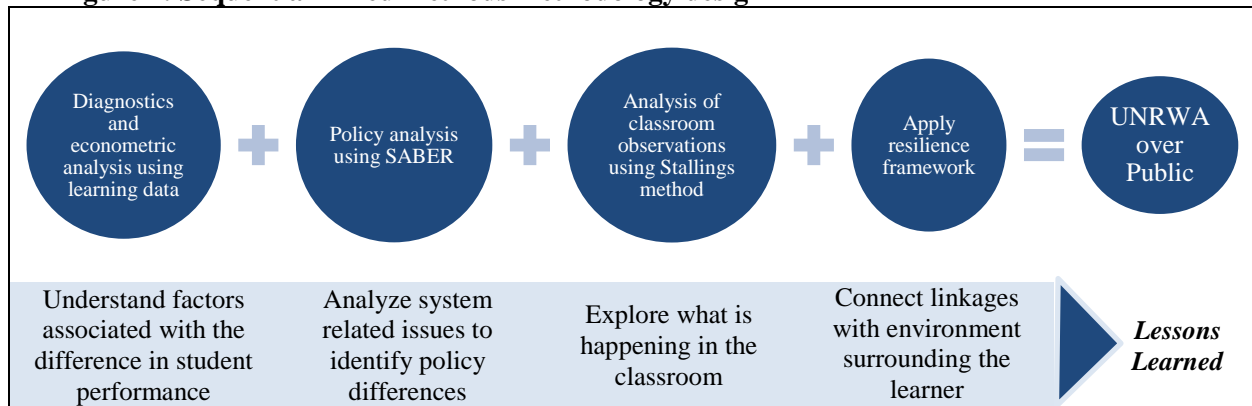 Diagnostics
and
econometric
analysis using
learning data
Policy analysis
using SABER
Analysis of
classroom
observations
using Stallings
method
Apply
resilience
framework
UNRWA
over
Public
Understand factors
associated with the
difference in student
performance
Analyze system
related issues to
identify policy
differences
Explore what is
happening in the
classroom
Connect linkages
with environment
surrounding the
learner
Lessons
Learned